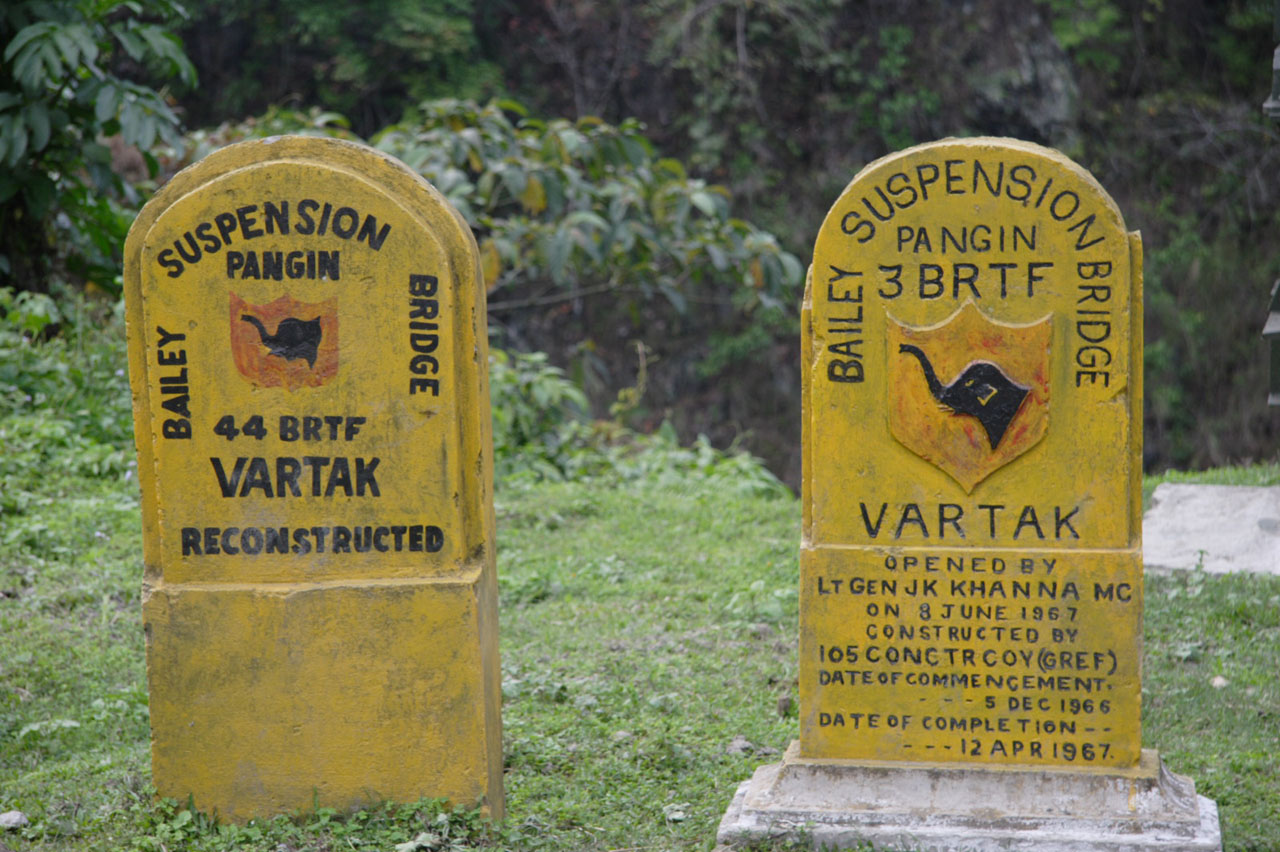 BAILEY SUSPENSION BRIDGE
PANGIN
44 BRTF
VARTAK
RECONSTRUCTED
BAILEY SUSPENSION BRIDGE
PANGIN
3 BRTF
VARTAK
OPENED BY
LT GEN JK KHANNA MC
ON 8 JUNE 1967
CONSTRUCTED BY
105 CONCTR COY (GREF)
DATE OF COMMENCEMENT.
- - - 5 DEC 1966
DATE OF COMPLETION --
- - - 12 APR 1967.